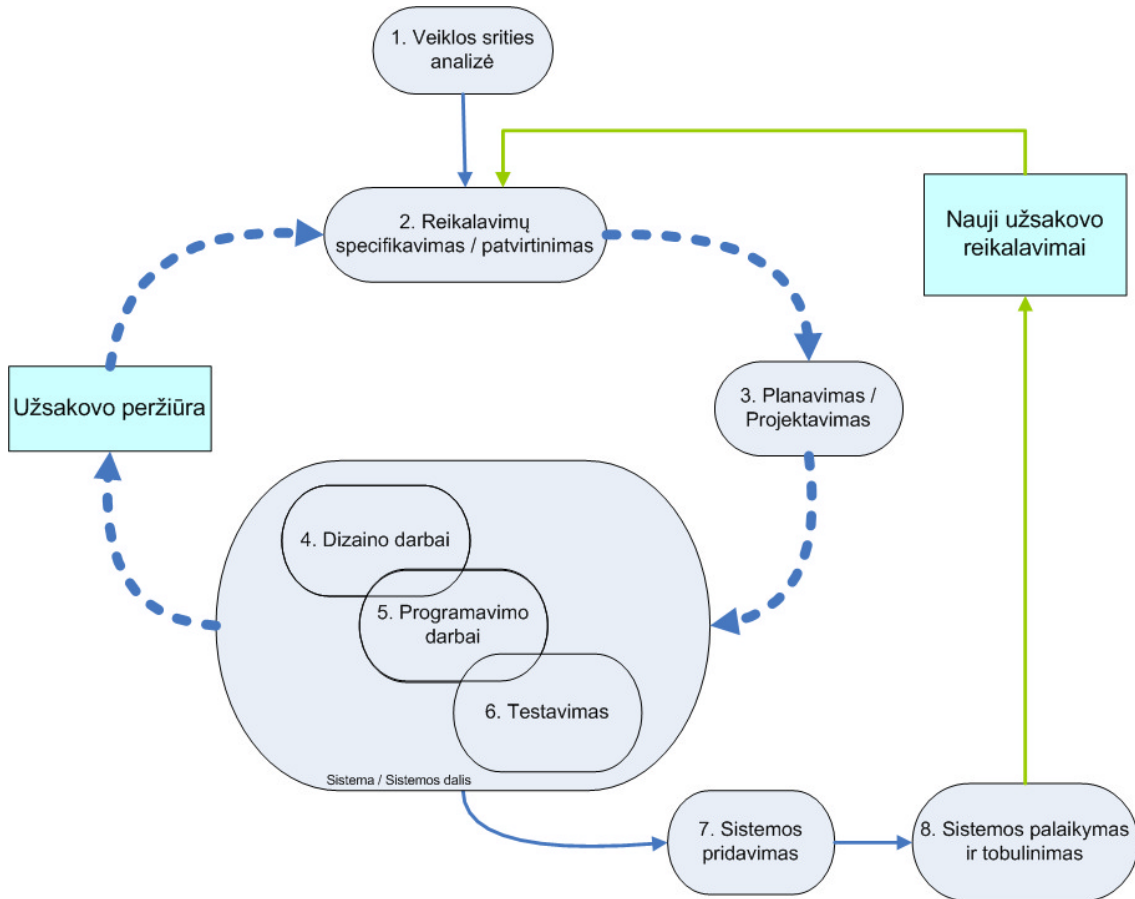 1. Veiklos srities
analizė
2. Reikalavimų
specifikavimas / patvirtinimas
Nauji užsakovo
reikalavimai
Užsakovo peržiūra
3. Planavimas /
Projektavimas
4. Dizaino darbai
5. Programavimo
darbai
6. Testavimas
Sistema / Sistemos dalis
7. Sistemos
pridavimas
8. Sistemos palaikymas
ir tobulinimas